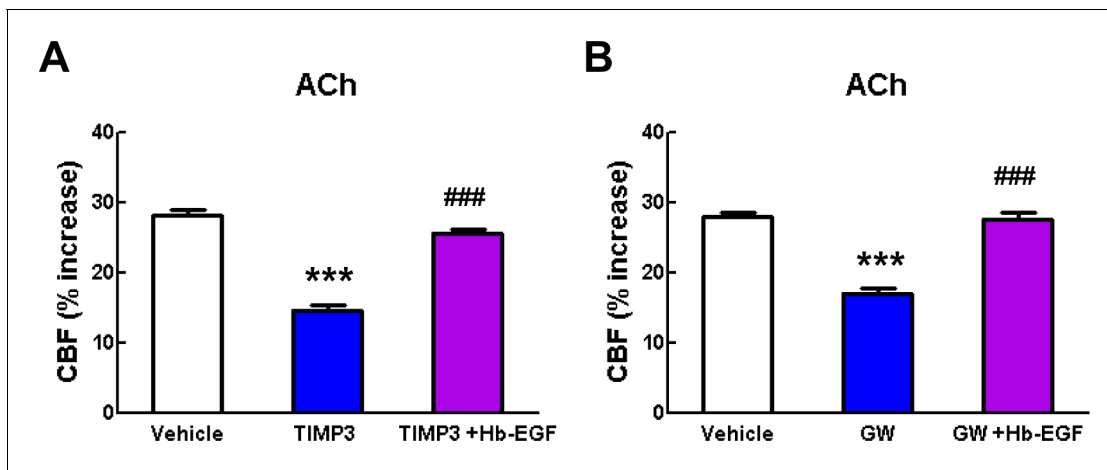 A
ACh
CBF (% increase)
40
30
20
10
0
***
###
Vehicle
TIMP3
TIMP3 +Hb-EGF
B
ACh
CBF (% increase)
40
30
20
10
0
***
###
Vehicle
GW
GW +Hb-EGF